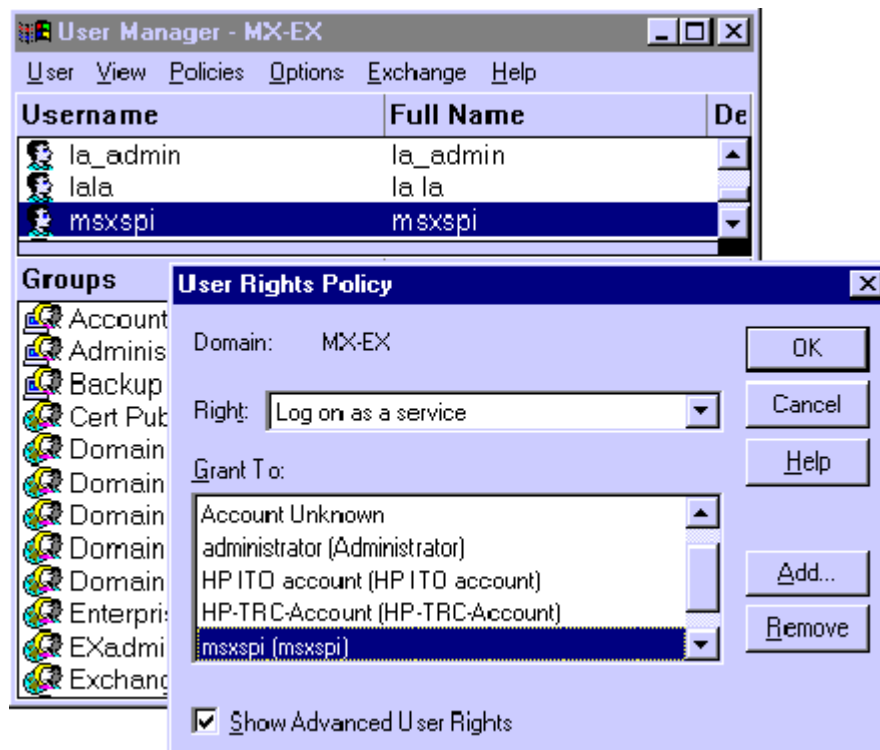 User Manager - MX-EX
User View Policies Options Exchange Help
Username Full Name De
la_admin la_admin
lala la la
msxspi msxspi
Groups
Account
Adminis
Backup
Cert Pub
Domain
Domain
Domain
Domain
Domain
Enterpri
EXadmi
Exchang
User Rights Policy
Domain: MX-EX
Right: Log on as a service
Grant To:
Account Unknown
administrator (Administrator)
HP ITO account (HP ITO account)
HP-TRC-Account (HP-TRC-Account)
msxspi (msxspi)
Show Advanced User Rights
OK
Cancel
Help
Add...
Remove